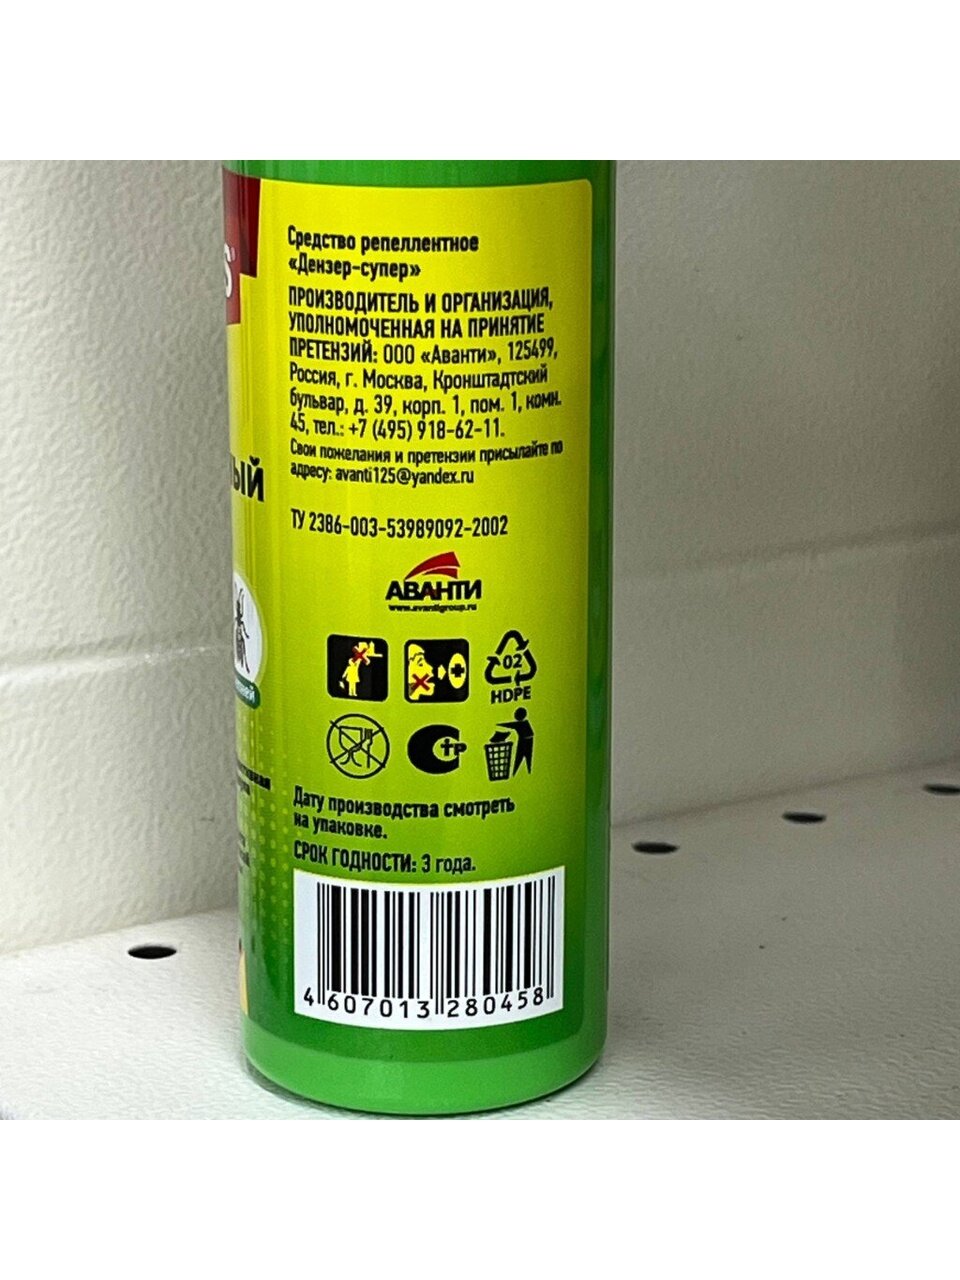 Средство репеллентное
«Дензер-супер»
ПРОИЗВОДИТЕЛЬ И ОРГАНИЗАЦИЯ,
УПОЛНОМОЧЕННАЯ НА ПРИНЯТИЕ
ПРЕТЕНЗИЙ: ООО «Аванти», 125499,
Россия, г. Москва, Кронштадтский
бульвар, д. 39, корп. 1, пом. 1, комн.
45, тел.: +7 (495) 918-62-11.
Свои пожелания и претензии присылайте по
адресу: avanti125@yandex.ru
ТУ 2386-003-53989092-2002
АВАНТИ
www.avantigroup.ru
02
HDPE
Дату производства смотреть
на упаковке.
СРОК ГОДНОСТИ: 3 года.
4 607013 280458